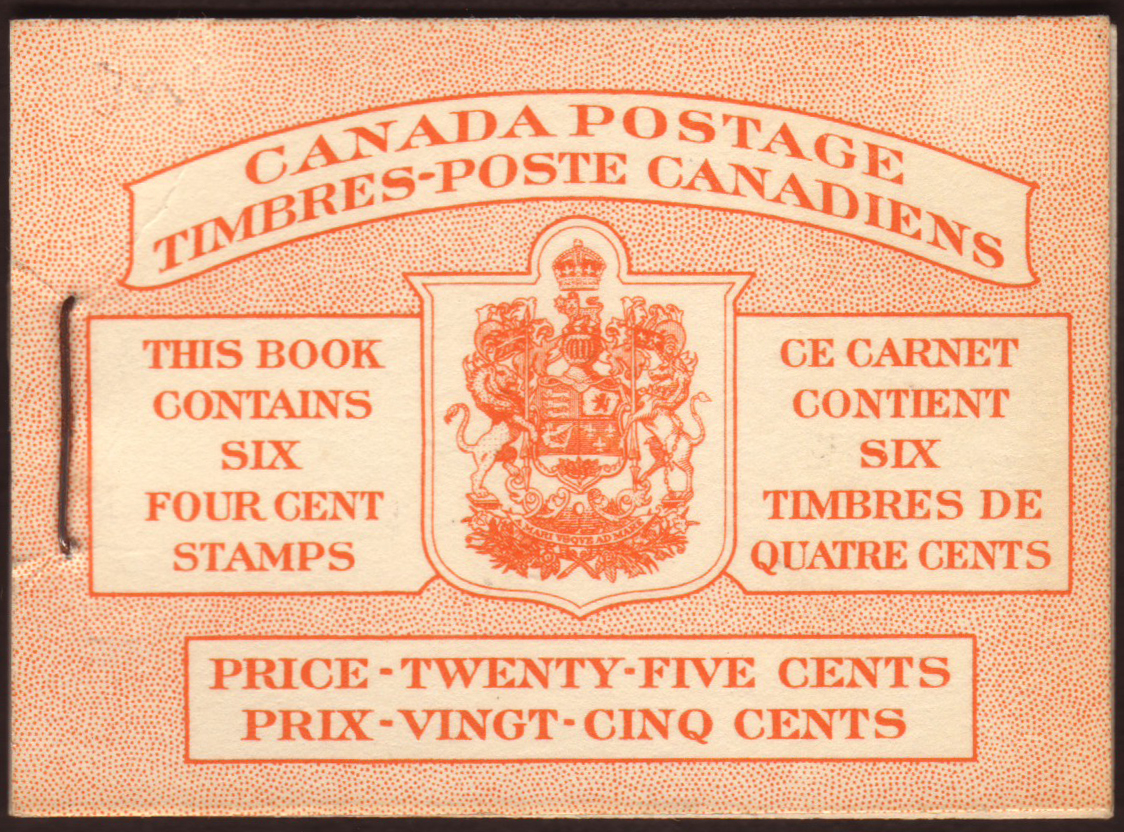 CANADA POSTAGE
TIMBRES-POSTE CANADIENS
THIS BOOK
CONTAINS
SIX
FOUR CENT
STAMPS
CE CARNET
CONTIENT
SIX
TIMBRES DE
QUATRE CENTS
PRICE-TWENTY-FIVE CENTS
PRIX-VINGT-CINQ CENTS